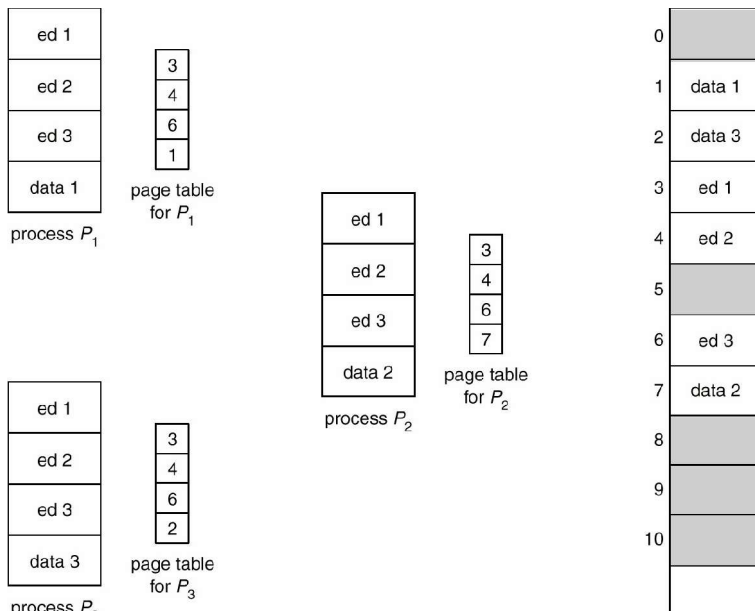 ed 1
ed 2
ed 3
data 1
process P1
3
4
6
1
page table
for P1
ed 1
ed 2
ed 3
data 2
process P2
3
4
6
7
page table
for P2
ed 1
ed 2
ed 3
data 3
process P
3
4
6
2
page table
for P3
0
1 data 1
2 data 3
3 ed 1
4 ed 2
5
6 ed 3
7 data 2
8
9
10